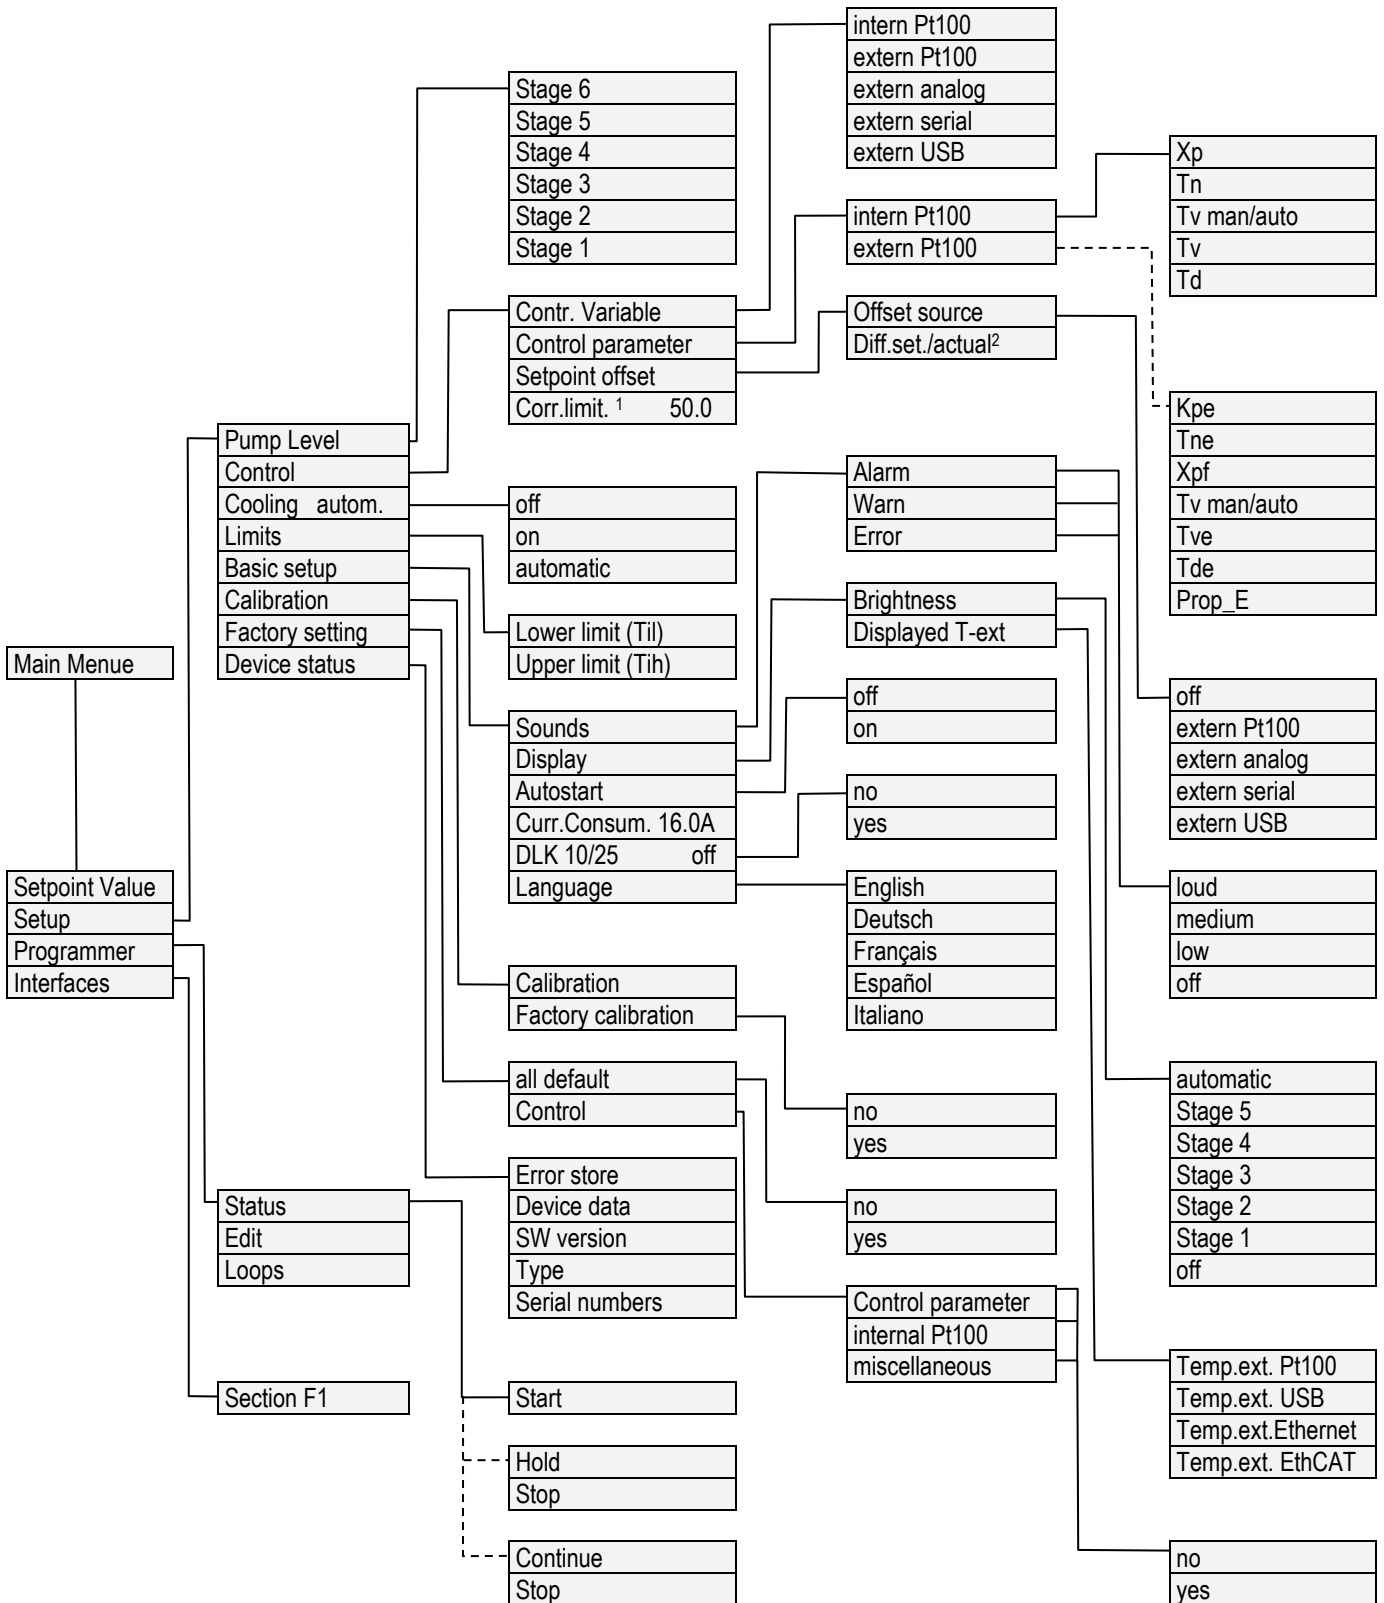 Main Menue
Setpoint Value
Setup
Programmer
Interfaces
Pump Level
Control
Cooling autom.
Limits
Basic setup
Calibration
Factory setting
Device status
Status
Edit
Loops
Section F1
Stage 6
Stage 5
Stage 4
Stage 3
Stage 2
Stage 1
Contr. Variable
Control parameter
Setpoint offset
Corr.limit. ¹ 50.0
off
on
automatic
Lower limit (Til)
Upper limit (Tih)
Sounds
Display
Autostart
Curr.Consum. 16.0A
DLK 10/25 off
Language
Calibration
Factory calibration
all default
Control
Error store
Device data
SW version
Type
Serial numbers
Start
Hold
Stop
Continue
Stop
intern Pt100
extern Pt100
extern analog
extern serial
extern USB
intern Pt100
extern Pt100
Offset source
Diff.set./actual²
Alarm
Warn
Error
Brightness
Displayed T-ext
off
on
no
yes
English
Deutsch
Français
Español
Italiano
no
yes
no
yes
Control parameter
internal Pt100
miscellaneous
Xp
Tn
Tv man/auto
Tv
Td
Kpe
Tne
Xpf
Tv man/auto
Tve
Tde
Prop_E
off
extern Pt100
extern analog
extern serial
extern USB
loud
medium
low
off
automatic
Stage 5
Stage 4
Stage 3
Stage 2
Stage 1
off
Temp.ext. Pt100
Temp.ext. USB
Temp.ext.Ethernet
Temp.ext. EthCAT
no
yes